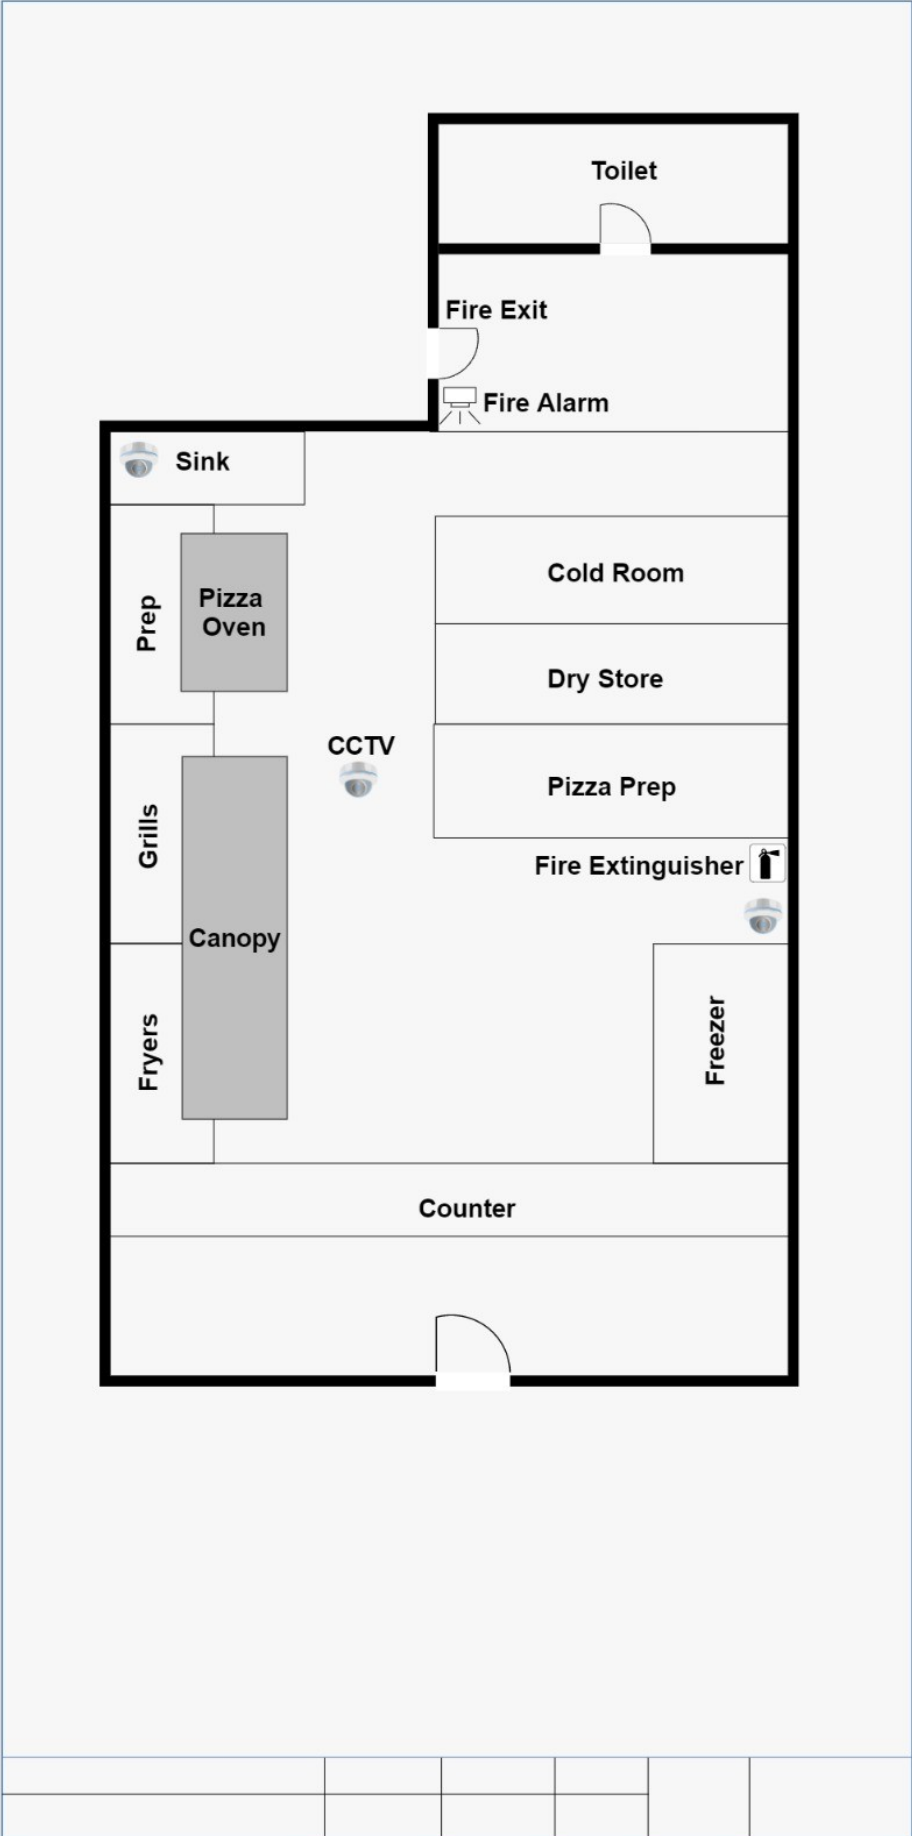 Toilet
Fire Exit
Fire Alarm
Sink
Cold Room
Pizza
Oven
Prep
Dry Store
CCTV
Pizza Prep
Grills
Fire Extinguisher
Canopy
Freezer
Fryers
Counter